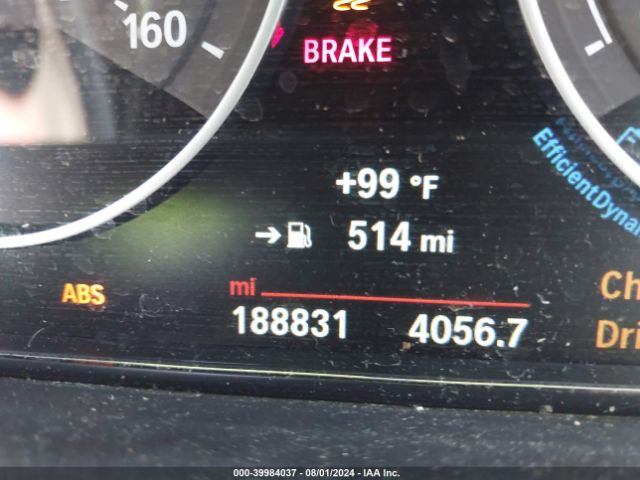 160
BRAKE
+99 °F
→ 514 mi
EfficientDynam
ABS
mi
188831 4056.7
Ch
Dri
000-39984037 - 08/01/2024 - IAA Inc.